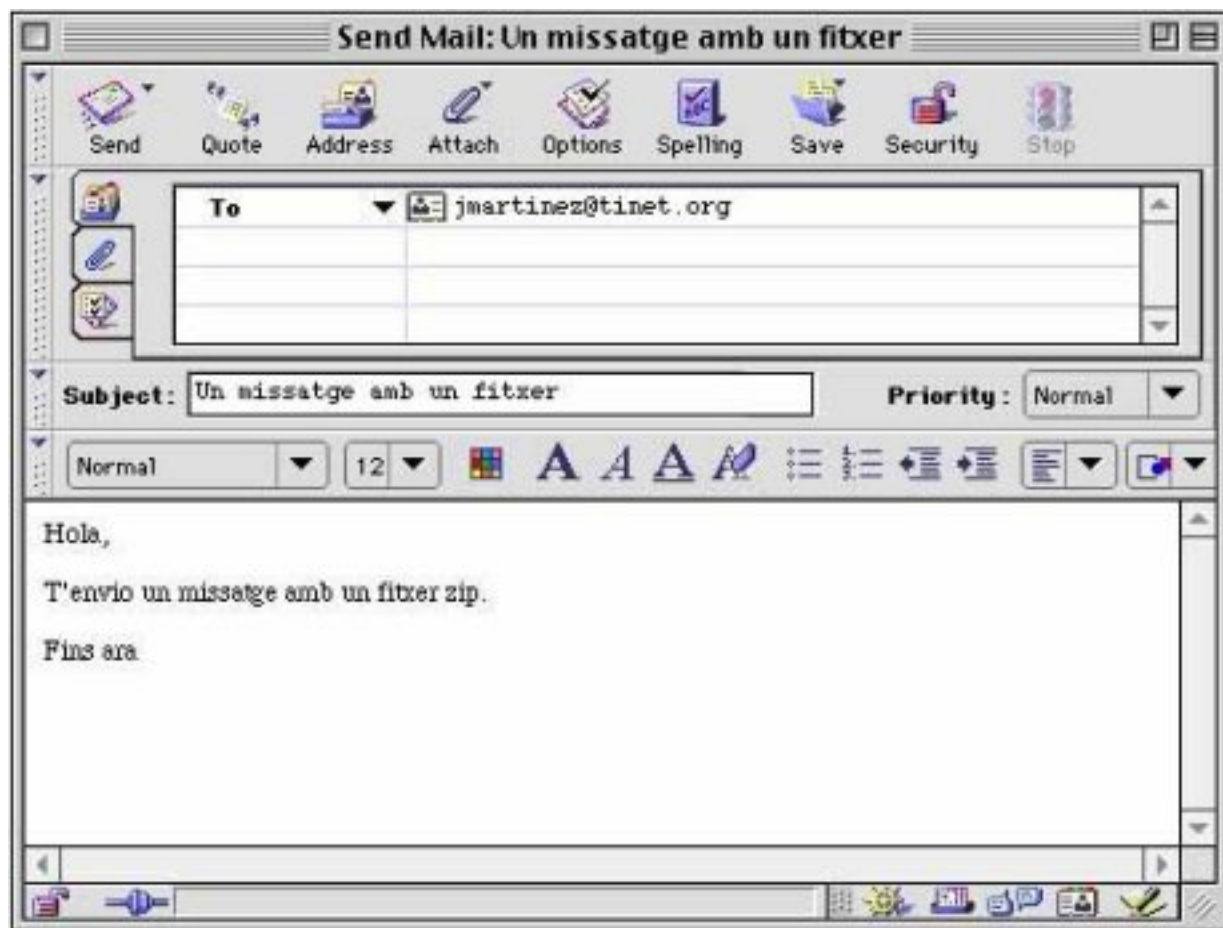 Send Mail: Un missatge amb un fitxer
Send Quote Address Attach Options Spelling Save Security Stop
To jmartinez@tinet.org
Subject: Un missatge amb un fitxer Priority: Normal
Normal 12
Hola,
T'envio un missatge amb un fitxer zip.
Fins ara